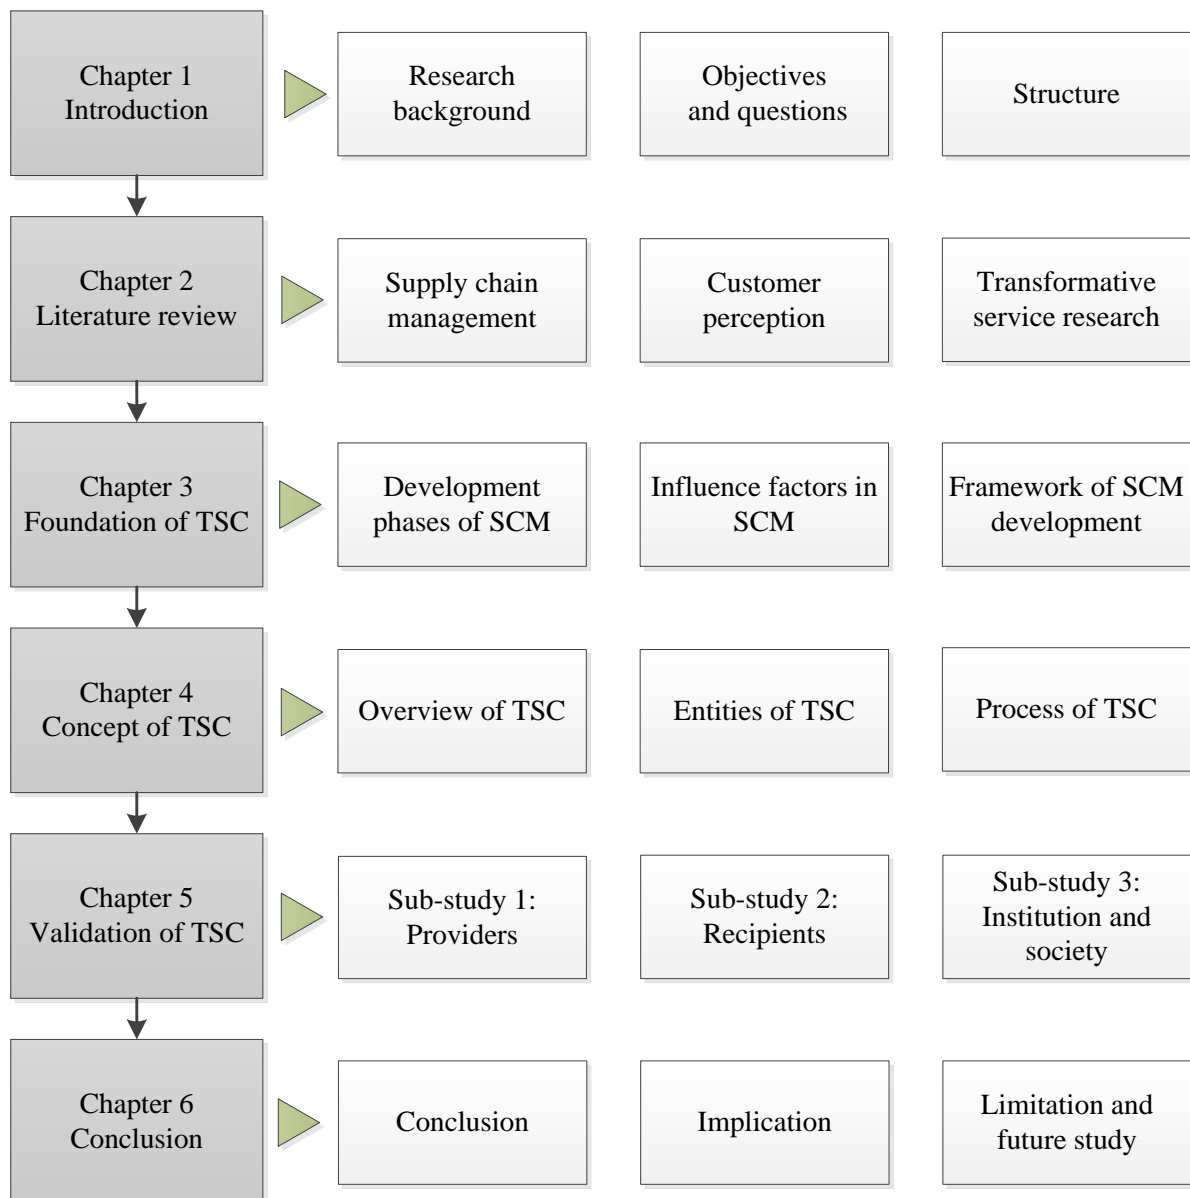 Chapter 1
Introduction
Research
background
Objectives
and questions
Structure
Chapter 2
Literature review
Supply chain
management
Customer
perception
Transformative
service research
Chapter 3
Foundation of TSC
Development
phases of SCM
Influence factors in
SCM
Framework of SCM
development
Chapter 4
Concept of TSC
Overview of TSC
Entities of TSC
Process of TSC
Chapter 5
Validation of TSC
Sub-study 1:
Providers
Sub-study 2:
Recipients
Sub-study 3:
Institution and
society
Chapter 6
Conclusion
Conclusion
Implication
Limitation and
future study